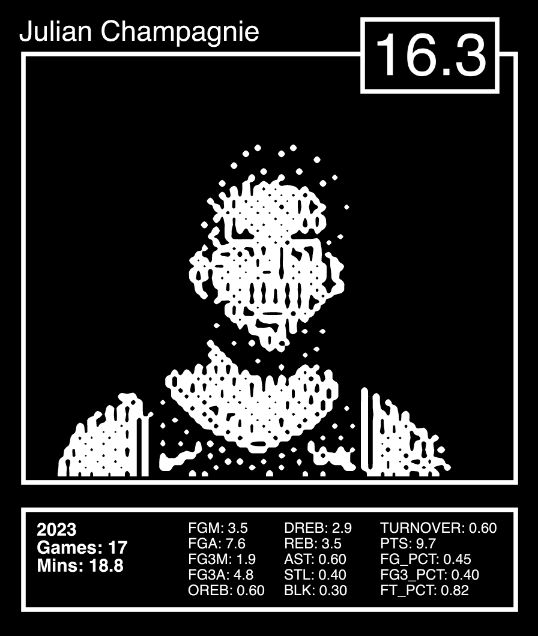 Julian Champagnie
16.3
2023
Games: 17
Mins: 18.8
FGM: 3.5
FGA: 7.6
FG3M: 1.9
FG3A: 4.8
OREB: 0.60
DREB: 2.9
REB: 3.5
AST: 0.60
STL: 0.40
BLK: 0.30
TURNOVER: 0.60
PTS: 9.7
FG_PCT: 0.45
FG3_PCT: 0.40
FT_PCT: 0.82